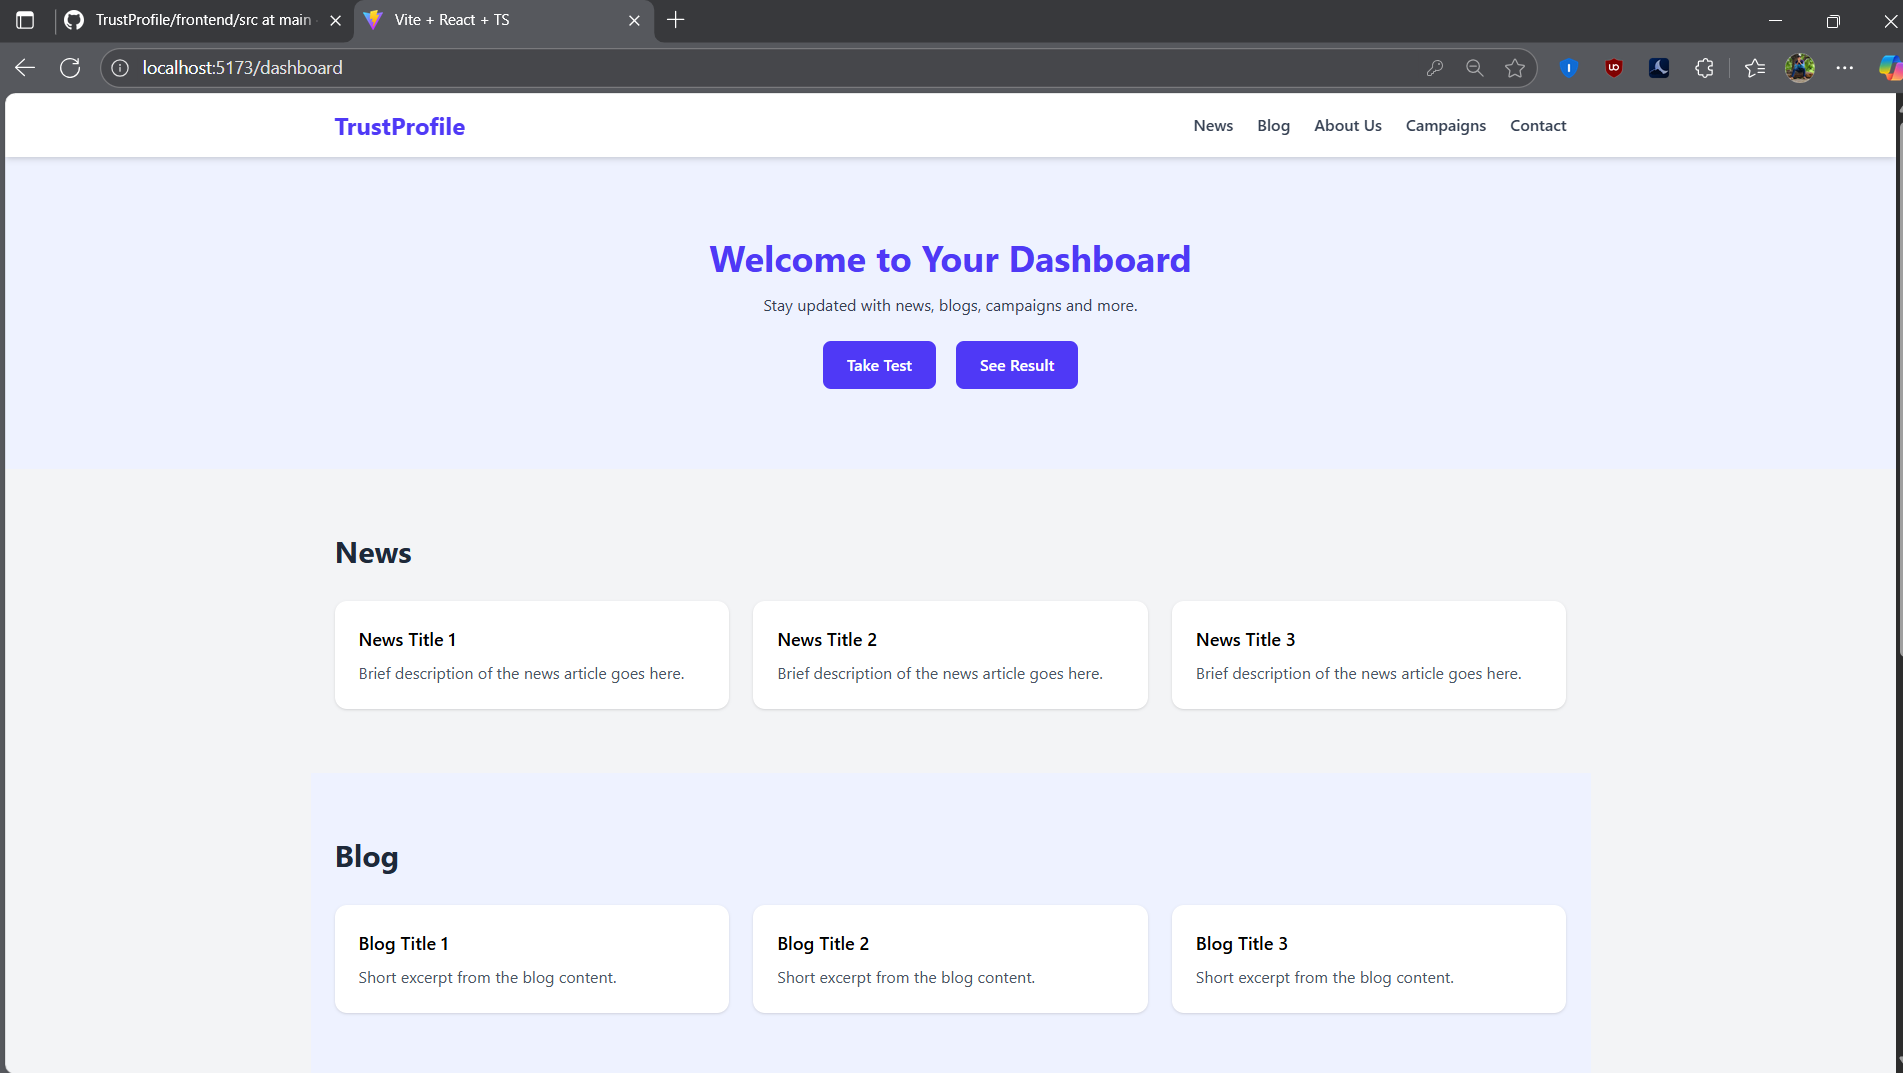 TrustProfile/frontend/src at main
Vite + React + TS
localhost:5173/dashboard
TrustProfile
News Blog About Us Campaigns Contact
Welcome to Your Dashboard
Stay updated with news, blogs, campaigns and more.
Take Test See Result
News
News Title 1 News Title 2 News Title 3
Brief description of the news article goes here. Brief description of the news article goes here. Brief description of the news article goes here.
Blog
Blog Title 1 Blog Title 2 Blog Title 3
Short excerpt from the blog content. Short excerpt from the blog content. Short excerpt from the blog content.